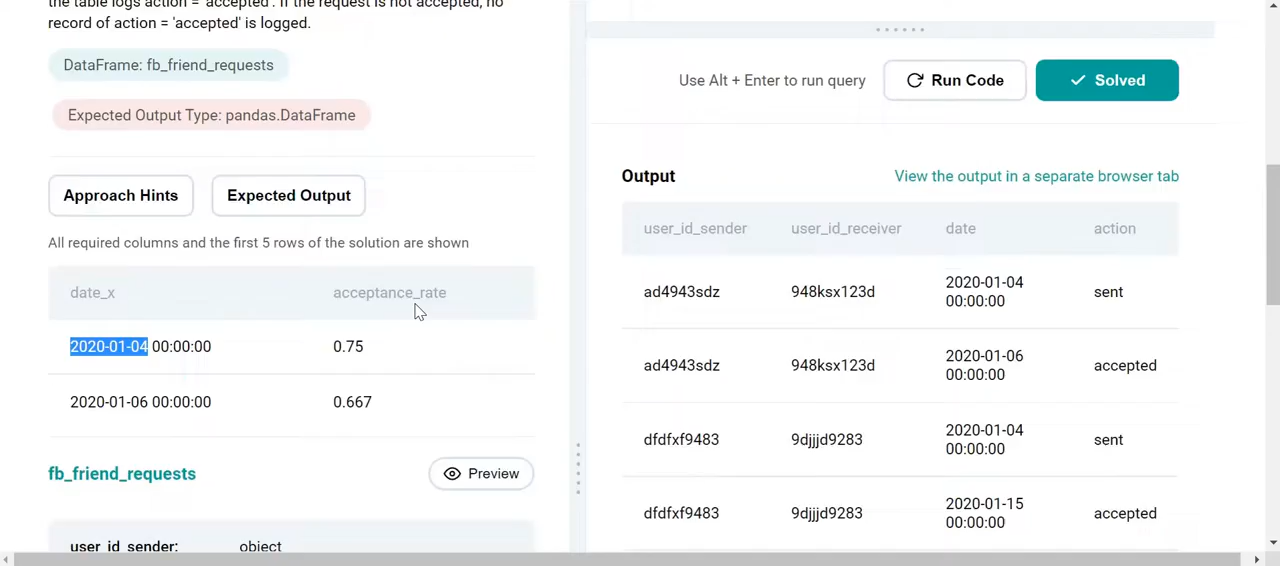 the table logs action = 'accepted'. If the request is not accepted, no
record of action = 'accepted' is logged.
DataFrame: fb_friend_requests
Expected Output Type: pandas.DataFrame
Approach Hints
Expected Output
All required columns and the first 5 rows of the solution are shown
date_x acceptance_rate
2020-01-04 00:00:00 0.75
2020-01-06 00:00:00 0.667
fb_friend_requests
Preview
user_id_sender: object
Use Alt + Enter to run query
Run Code
Solved
Output
View the output in a separate browser tab
user_id_sender user_id_receiver date action
ad4943sdz 948ksx123d 2020-01-04 00:00:00 sent
ad4943sdz 948ksx123d 2020-01-06 00:00:00 accepted
dfdfxf9483 9djjjd9283 2020-01-04 00:00:00 sent
dfdfxf9483 9djjjd9283 2020-01-15 00:00:00 accepted